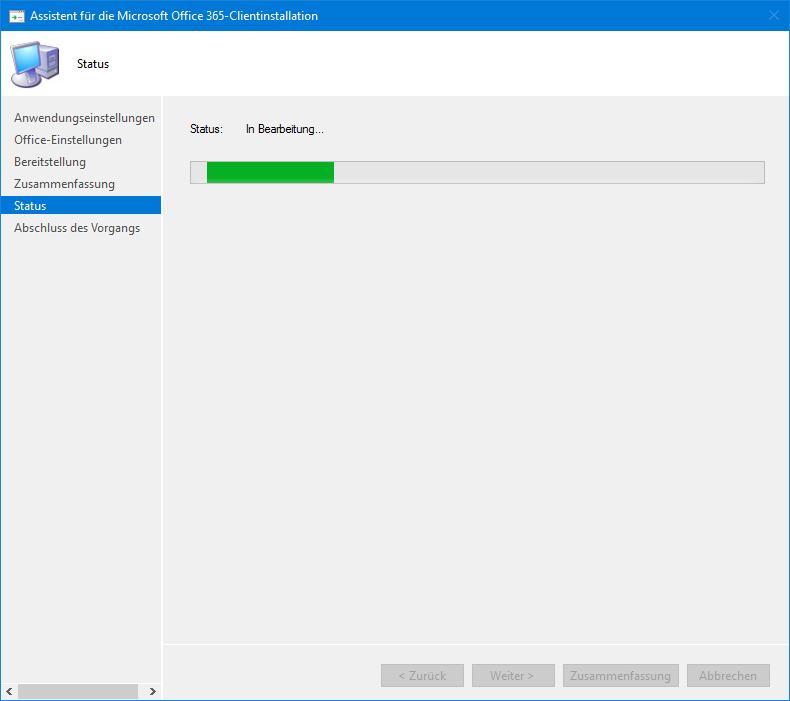 Assistent für die Microsoft Office 365-Clientinstallation
Status
Anwendungseinstellungen
Office-Einstellungen
Bereitstellung
Zusammenfassung
Status
Abschluss des Vorgangs
Status: In Bearbeitung...
< Zurück
Weiter >
Zusammenfassung
Abbrechen